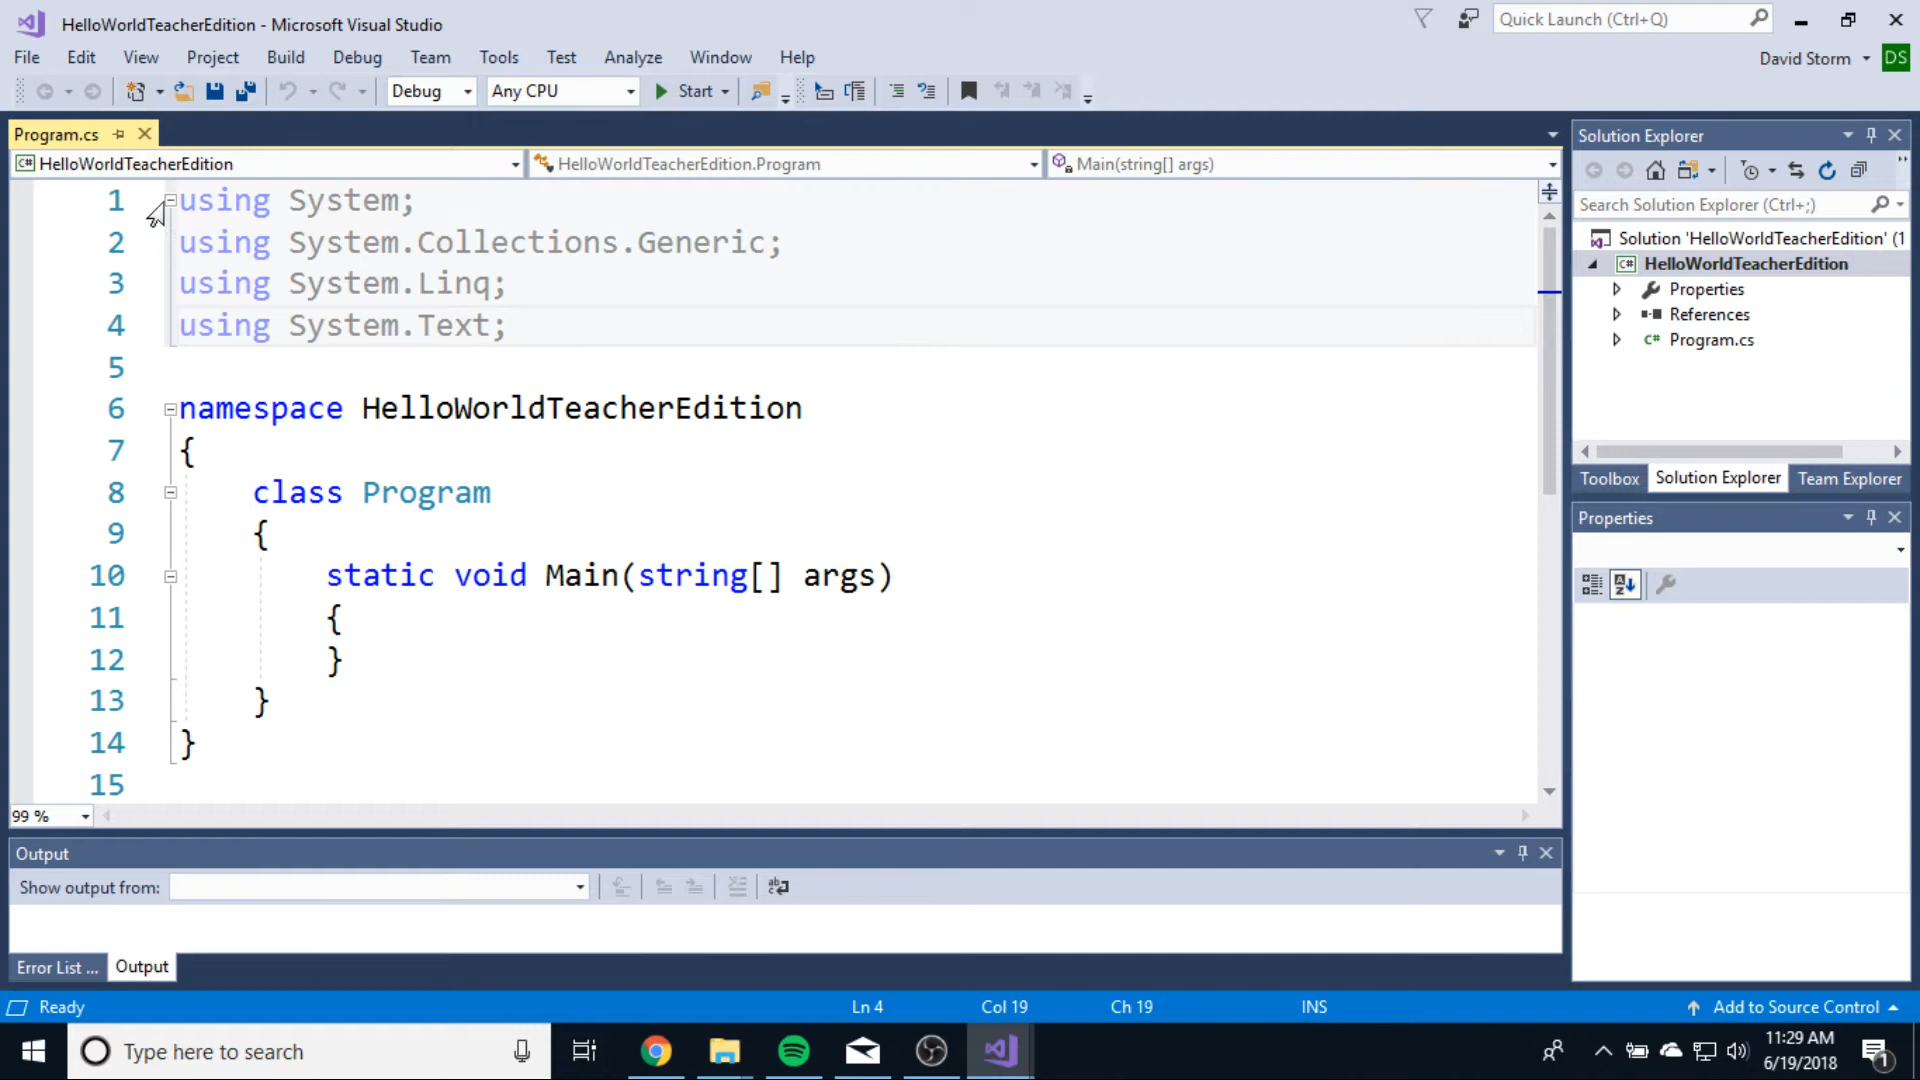 HelloWorldTeacherEdition - Microsoft Visual Studio
Quick Launch (Ctrl+Q)
File Edit View Project Build Debug Team Tools Test Analyze Window Help
David Storm DS
Debug Any CPU Start
Program.cs
HelloWorldTeacherEdition HelloWorldTeacherEdition.Program Main(string[] args)
1 using System;
2 using System.Collections.Generic;
3 using System.Linq;
4 using System.Text;
5
6 namespace HelloWorldTeacherEdition
7 {
8 class Program
9 {
10 static void Main(string[] args)
11 {
12 }
13 }
14 }
15
99 %
Solution Explorer
Search Solution Explorer (Ctrl+;)
Solution 'HelloWorldTeacherEdition' (1
C# HelloWorldTeacherEdition
Properties
References
C# Program.cs
Toolbox Solution Explorer Team Explorer
Properties
Output
Show output from:
Error List ... Output
Ready Ln 4 Col 19 Ch 19 INS Add to Source Control
Type here to search
11:29 AM
6/19/2018
1